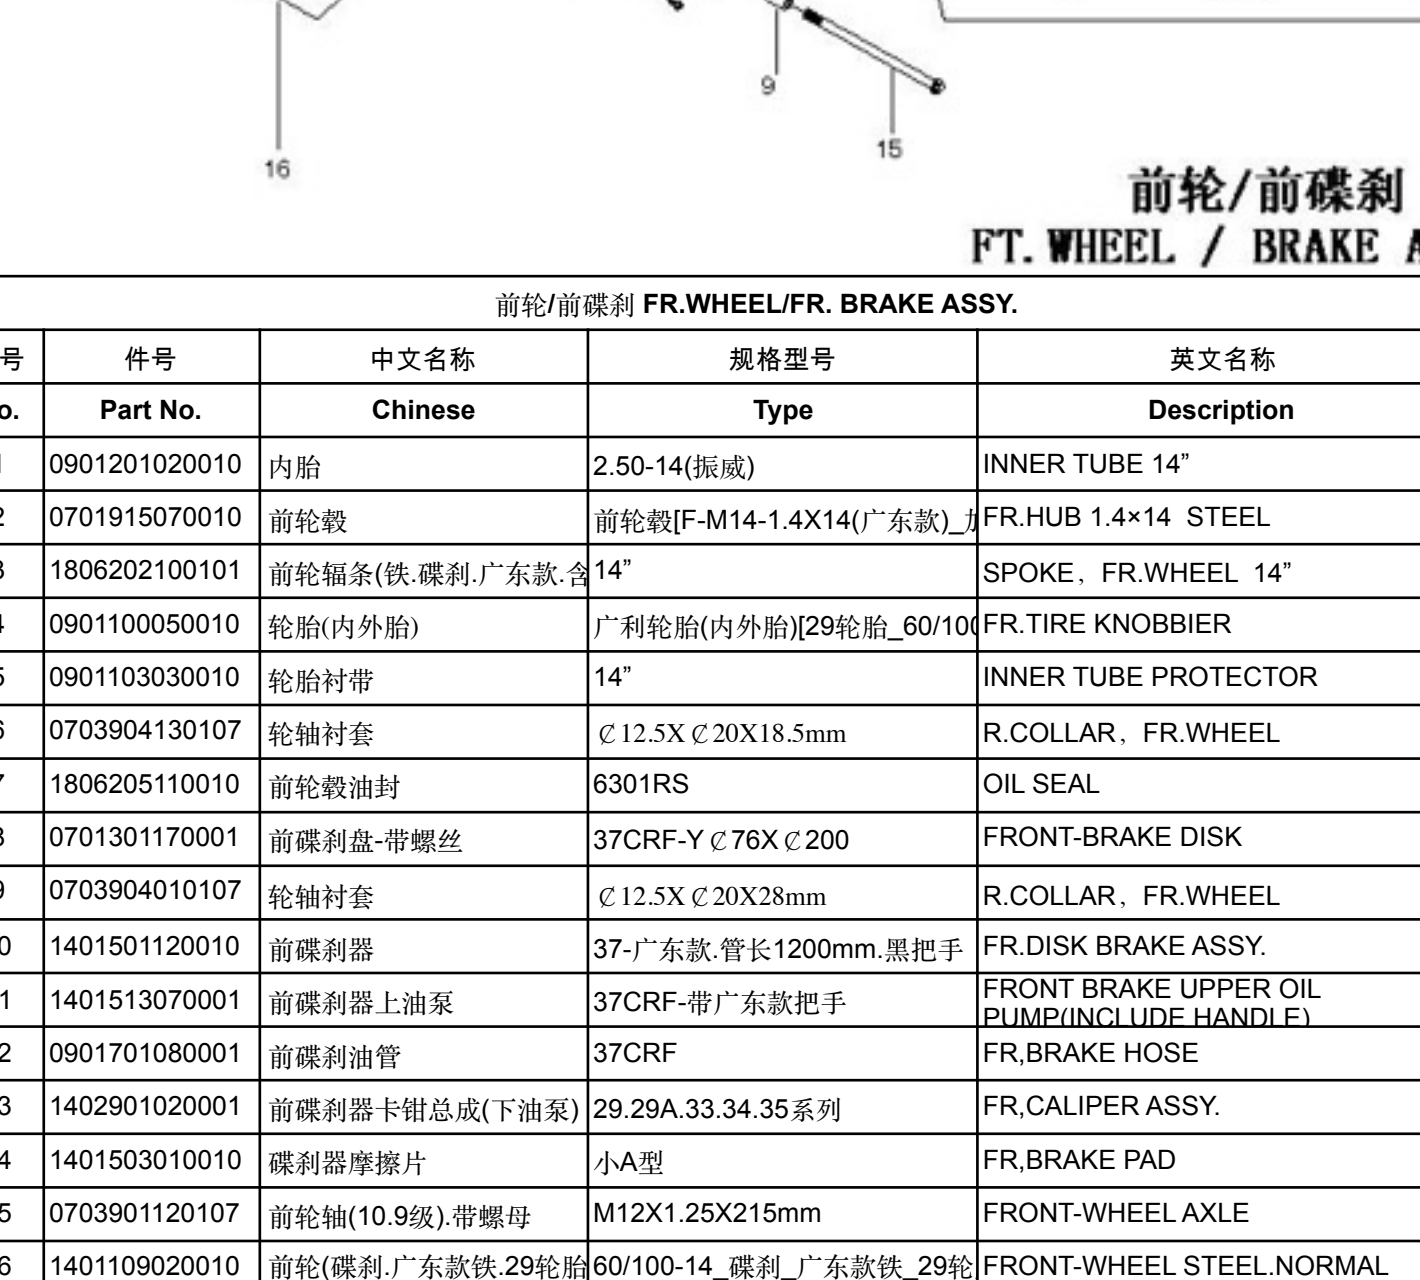 9
15
16
前轮/前碟刹
FT. WHEEL / BRAKE A
前轮/前碟刹 FR.WHEEL/FR. BRAKE ASSY.
号 件号 中文名称 规格型号 英文名称
o. Part No. Chinese Type Description
1 0901201020010 内胎 2.50-14(振威) INNER TUBE 14”
2 0701915070010 前轮毂 前轮毂[F-M14-1.4X14(广东款)_加 FR.HUB 1.4×14 STEEL
3 1806202100101 前轮辐条(铁.碟刹.广东款.含 14” SPOKE，FR.WHEEL 14”
4 0901100050010 轮胎(内外胎) 广利轮胎(内外胎)[29轮胎_60/100 FR.TIRE KNOBBIER
5 0901103030010 轮胎衬带 14” INNER TUBE PROTECTOR
6 0703904130107 轮轴衬套 ₡12.5X₡20X18.5mm R.COLLAR，FR.WHEEL
7 1806205110010 前轮毂油封 6301RS OIL SEAL
8 0701301170001 前碟刹盘-带螺丝 37CRF-Y₡76X₡200 FRONT-BRAKE DISK
9 0703904010107 轮轴衬套 ₡12.5X₡20X28mm R.COLLAR，FR.WHEEL
0 1401501120010 前碟刹器 37-广东款.管长1200mm.黑把手 FR.DISK BRAKE ASSY.
1 1401513070001 前碟刹器上油泵 37CRF-带广东款把手 FRONT BRAKE UPPER OIL
PUMP(INCLUDE HANDLE)
2 0901701080001 前碟刹油管 37CRF FR,BRAKE HOSE
3 1402901020001 前碟刹器卡钳总成(下油泵) 29.29A.33.34.35系列 FR,CALIPER ASSY.
4 1401503010010 碟刹器摩擦片 小A型 FR,BRAKE PAD
5 0703901120107 前轮轴(10.9级).带螺母 M12X1.25X215mm FRONT-WHEEL AXLE
6 1401109020010 前轮(碟刹.广东款铁.29轮胎 60/100-14_碟刹_广东款铁_29轮 FRONT-WHEEL STEEL.NORMAL